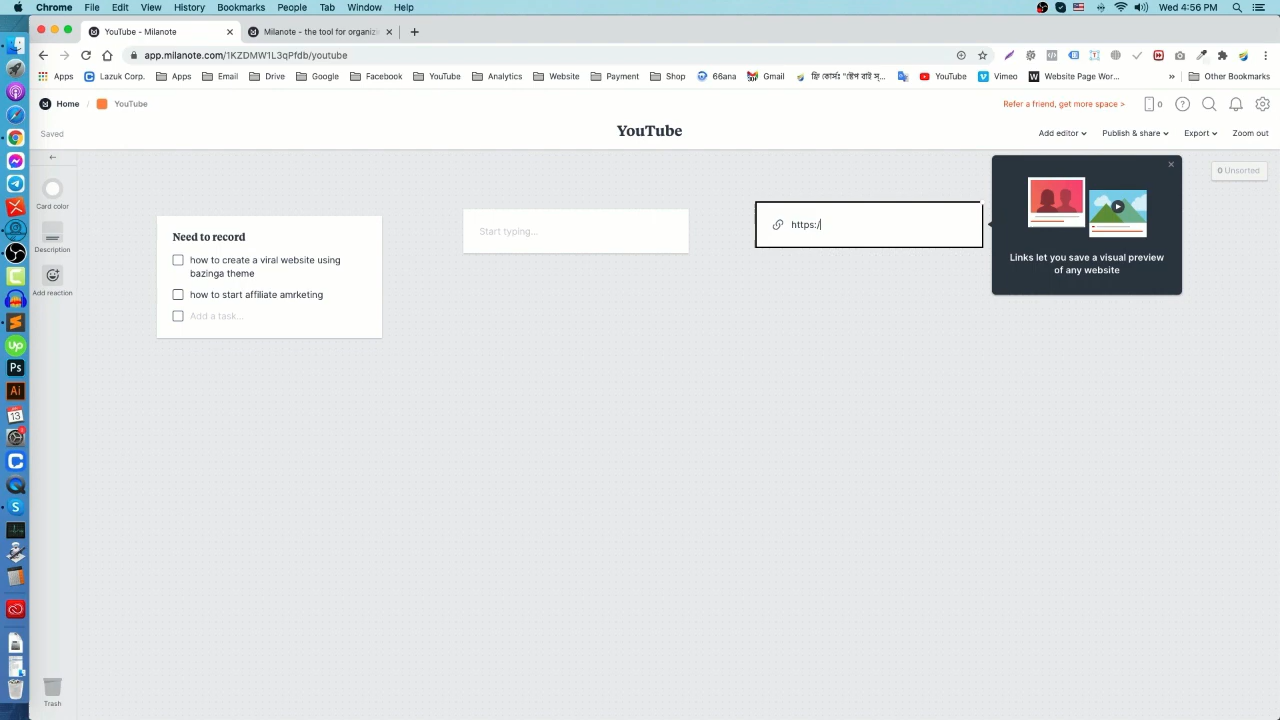 Chrome File Edit View History Bookmarks People Tab Window Help Wed 4:56 PM
YouTube - Milanote
Milanote - the tool for organiz
app.milanote.com/1KZDMW1L3qPfdb/youtube
Apps Lazuk Corp. Apps Email Drive Google Facebook YouTube Analytics Website Payment Shop 66ana Gmail YouTube Vimeo Website Page Wor... » Other Bookmarks
Home / YouTube
Refer a friend, get more space > 0
Saved
YouTube
Add editor Publish & share Export Zoom out
0 Unsorted
Card color
Description
Add reaction
Need to record
how to create a viral website using
bazinga theme
how to start affiliate amrketing
Add a task...
Start typing...
https:/
Links let you save a visual preview
of any website
Up
Ps
Ai
13
Trash